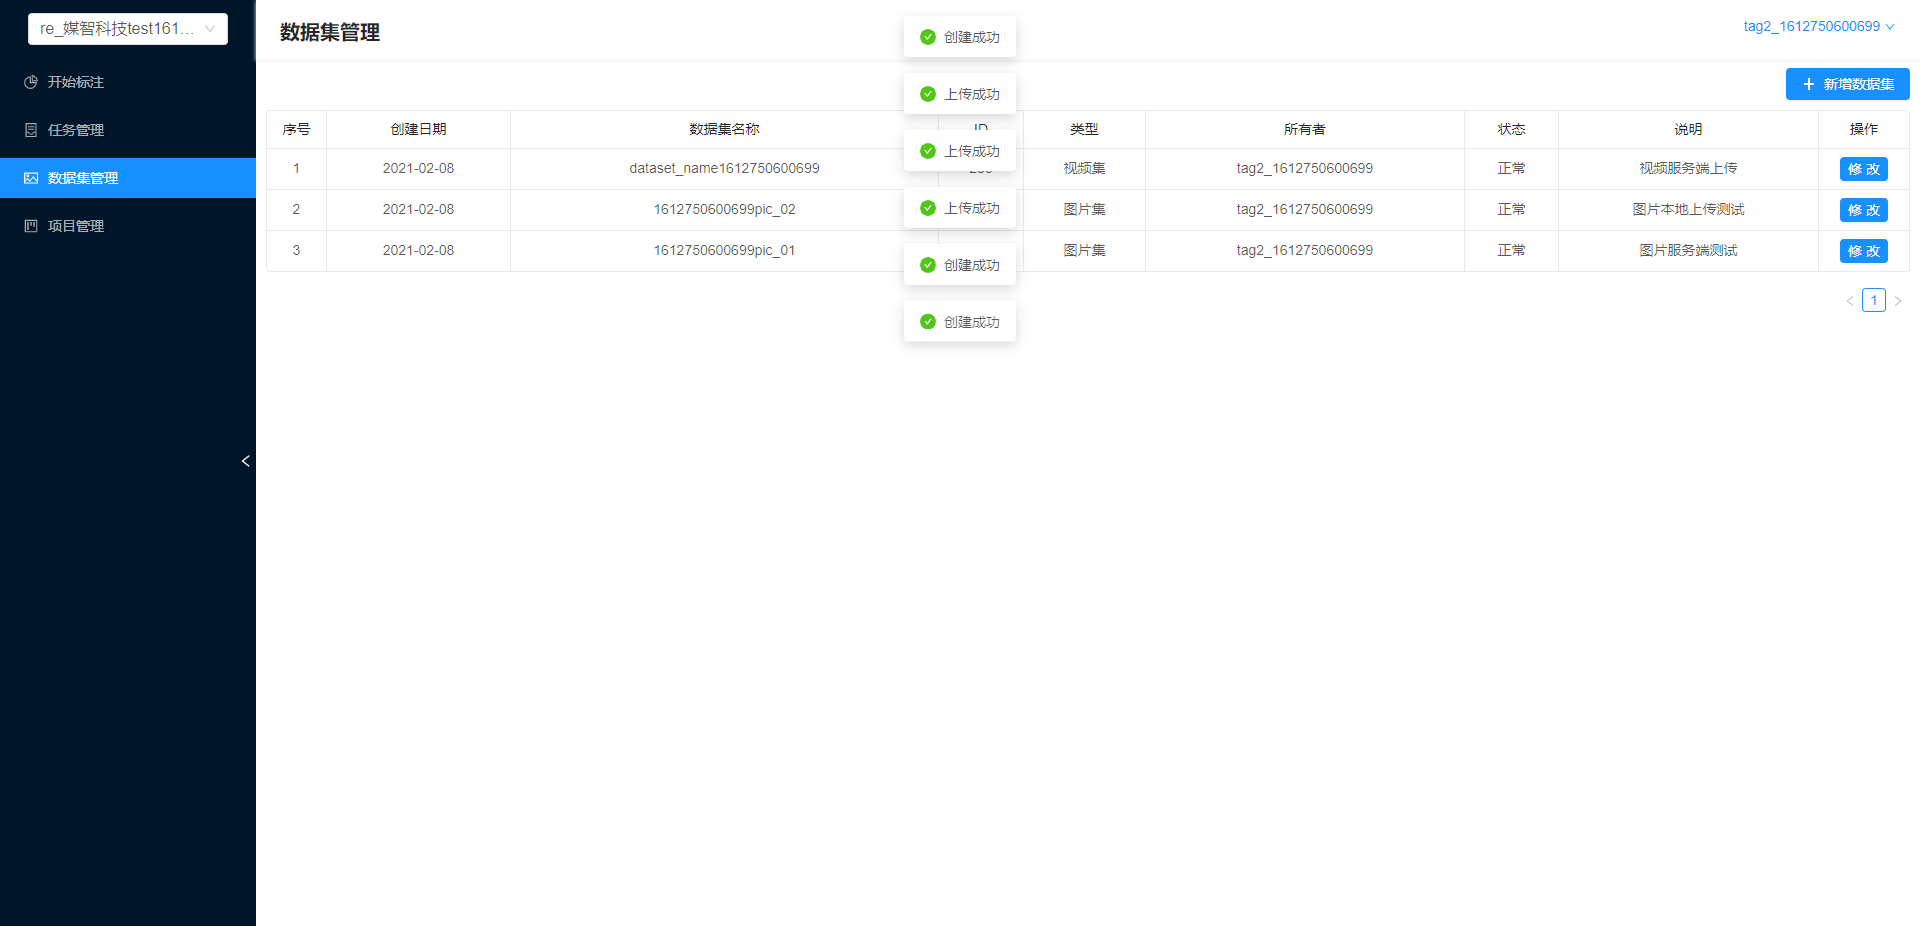 re_媒智科技test161...
开始标注
任务管理
数据集管理
项目管理
数据集管理
tag2_1612750600699
新增数据集
创建成功
上传成功
上传成功
上传成功
创建成功
创建成功
序号 创建日期 数据集名称 ID 类型 所有者 状态 说明 操作
1 2021-02-08 dataset_name1612750600699 视频集 tag2_1612750600699 正常 视频服务端上传 修 改
2 2021-02-08 1612750600699pic_02 图片集 tag2_1612750600699 正常 图片本地上传测试 修 改
3 2021-02-08 1612750600699pic_01 图片集 tag2_1612750600699 正常 图片服务端测试 修 改
1